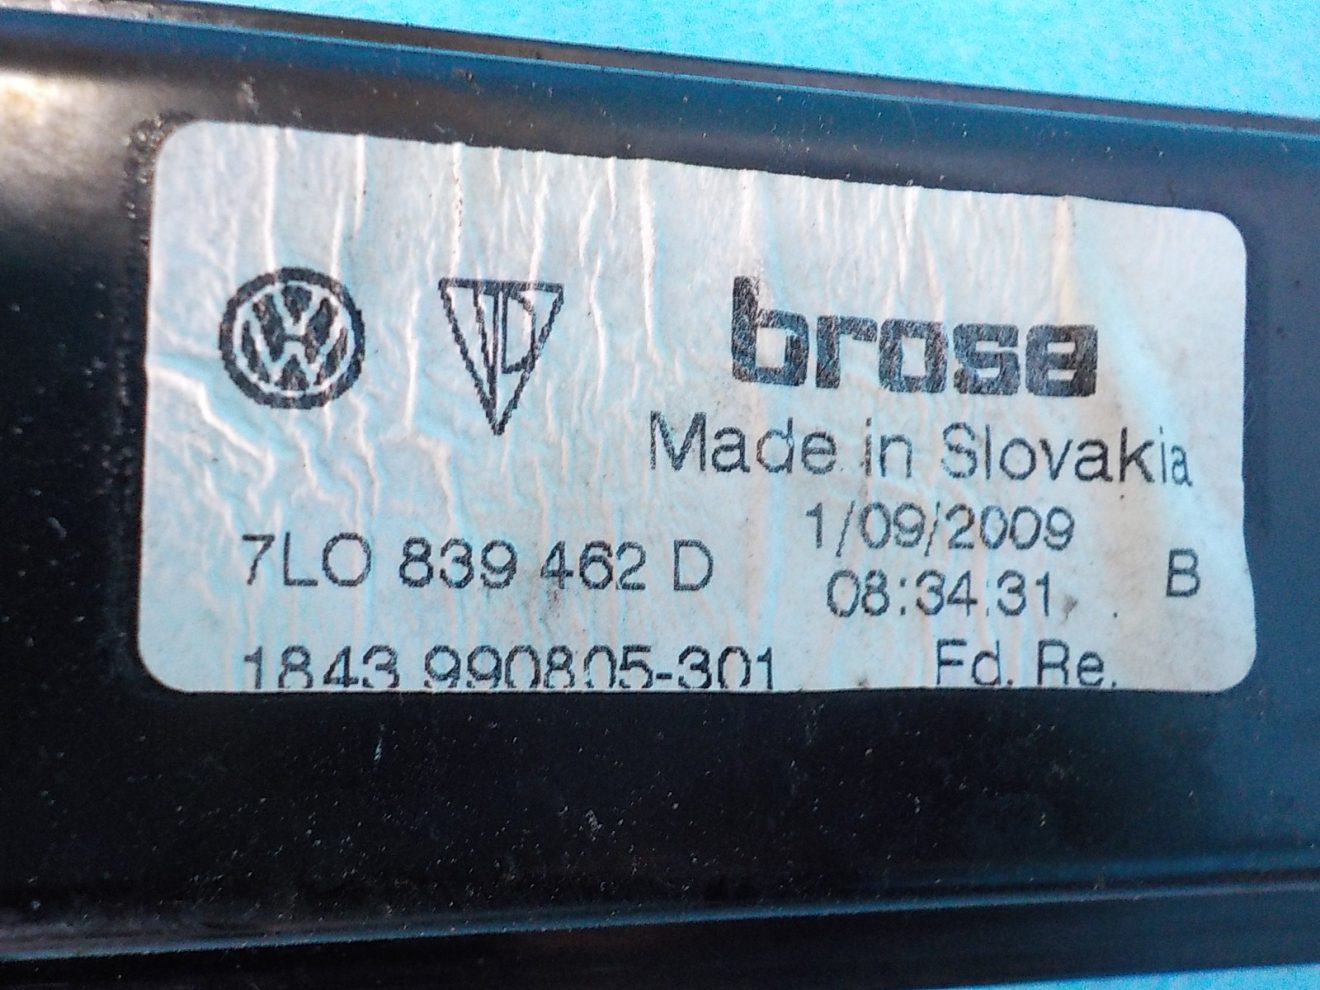 brose
Made in Slovakia
1/09/2009
7LO 839 462 D
08:34:31
B
1843 990805-301
Fd. Re.